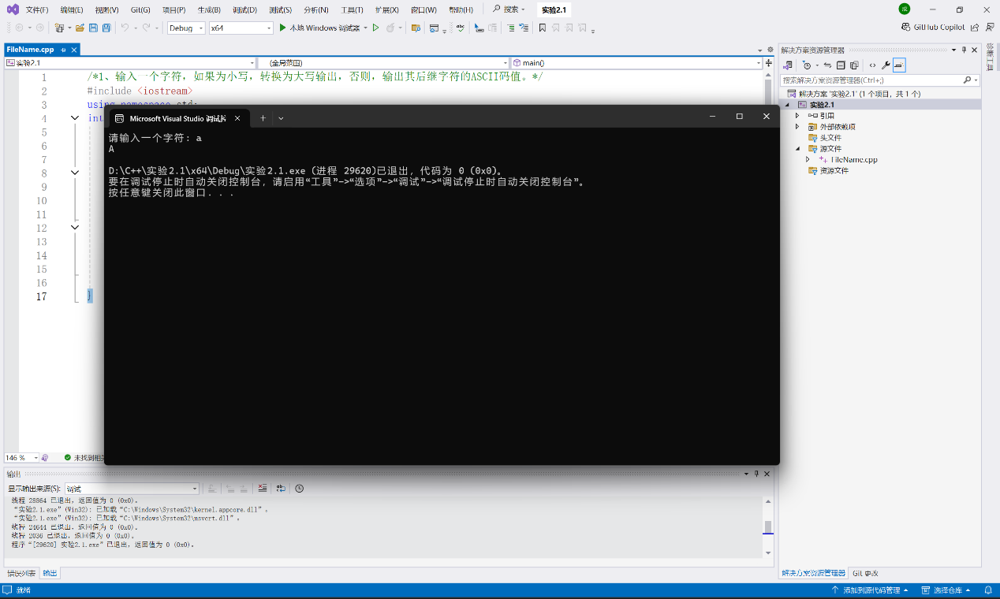 文件(F) 编辑(E) 视图(V) Git(G) 项目(P) 生成(B) 调试(D) 测试(S) 分析(N) 工具(T) 扩展(X) 窗口(W) 帮助(H) 搜索 实验2.1
Debug x64 本地 Windows 调试器 GitHub Copilot
FileName.cpp
实验2.1 (全局范围) main()
1 /*1、输入一个字符，如果为小写，转换为大写输出，否则，输出其后继字符的ASCII码值。*/
2 #include <iostream>
3 using namespace std;
4 int
5
6
7
8
9
10
11
12
13
14
15
16
17 }
Microsoft Visual Studio 调试控
请输入一个字符: a
A
D:\C++\实验2.1\x64\Debug\实验2.1.exe (进程 29620)已退出，代码为 0 (0x0)。
要在调试停止时自动关闭控制台，请启用“工具”->“选项”->“调试”->“调试停止时自动关闭控制台”。
按任意键关闭此窗口. . .
146 % 未找到相关
输出
显示输出来源(S): 调试
线程 28864 已退出，返回值为 0 (0x0)。
“实验2.1.exe”(Win32): 已加载“C:\Windows\System32\kernel.appcore.dll”。
“实验2.1.exe”(Win32): 已加载“C:\Windows\System32\msvcrt.dll”。
线程 24644 已退出，返回值为 0 (0x0)。
线程 2036 已退出，返回值为 0 (0x0)。
程序“[29620] 实验2.1.exe”已退出，返回值为 0 (0x0)。
错误列表 输出
解决方案资源管理器
搜索解决方案资源管理器(Ctrl+;)
解决方案 '实验2.1' (1 个项目，共 1 个)
实验2.1
引用
外部依赖项
头文件
源文件
FileName.cpp
资源文件
解决方案资源管理器 Git 更改
诊断工具
就绪 添加到源代码管理 选择仓库